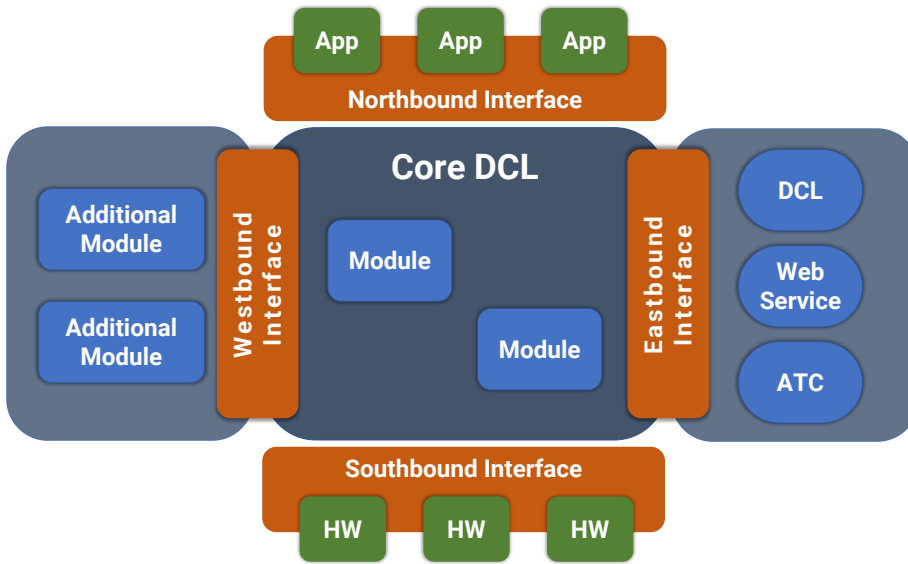 App
App
App
Northbound Interface
Core DCL
Additional
Module
Additional
Module
Westbound
Interface
Module
Module
Eastbound
Interface
DCL
Web
Service
ATC
Southbound Interface
HW
HW
HW